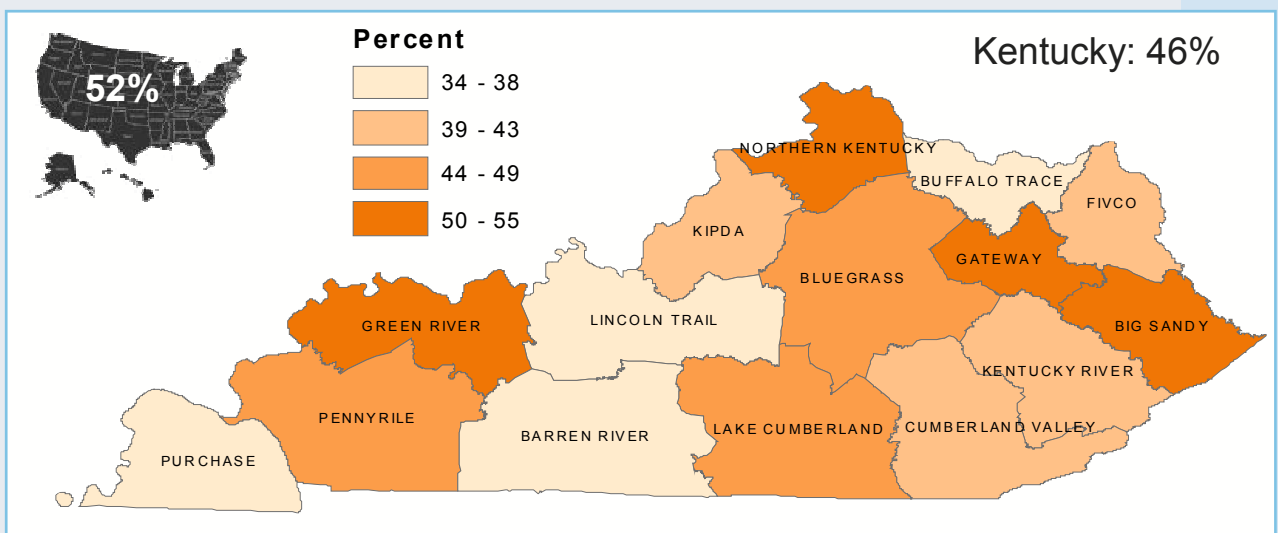 52%
Percent
34 - 38
39 - 43
44 - 49
50 - 55
Kentucky: 46%
NORTHERN KENTUCKY
BUFFALO TRACE
FIVCO
KIPDA
GATEWAY
BLUEGRASS
LINCOLN TRAIL
GREEN RIVER
BIG SANDY
KENTUCKY RIVER
PENNYRILE
LAKE CUMBERLAND
CUMBERLAND VALLEY
BARREN RIVER
PURCHASE